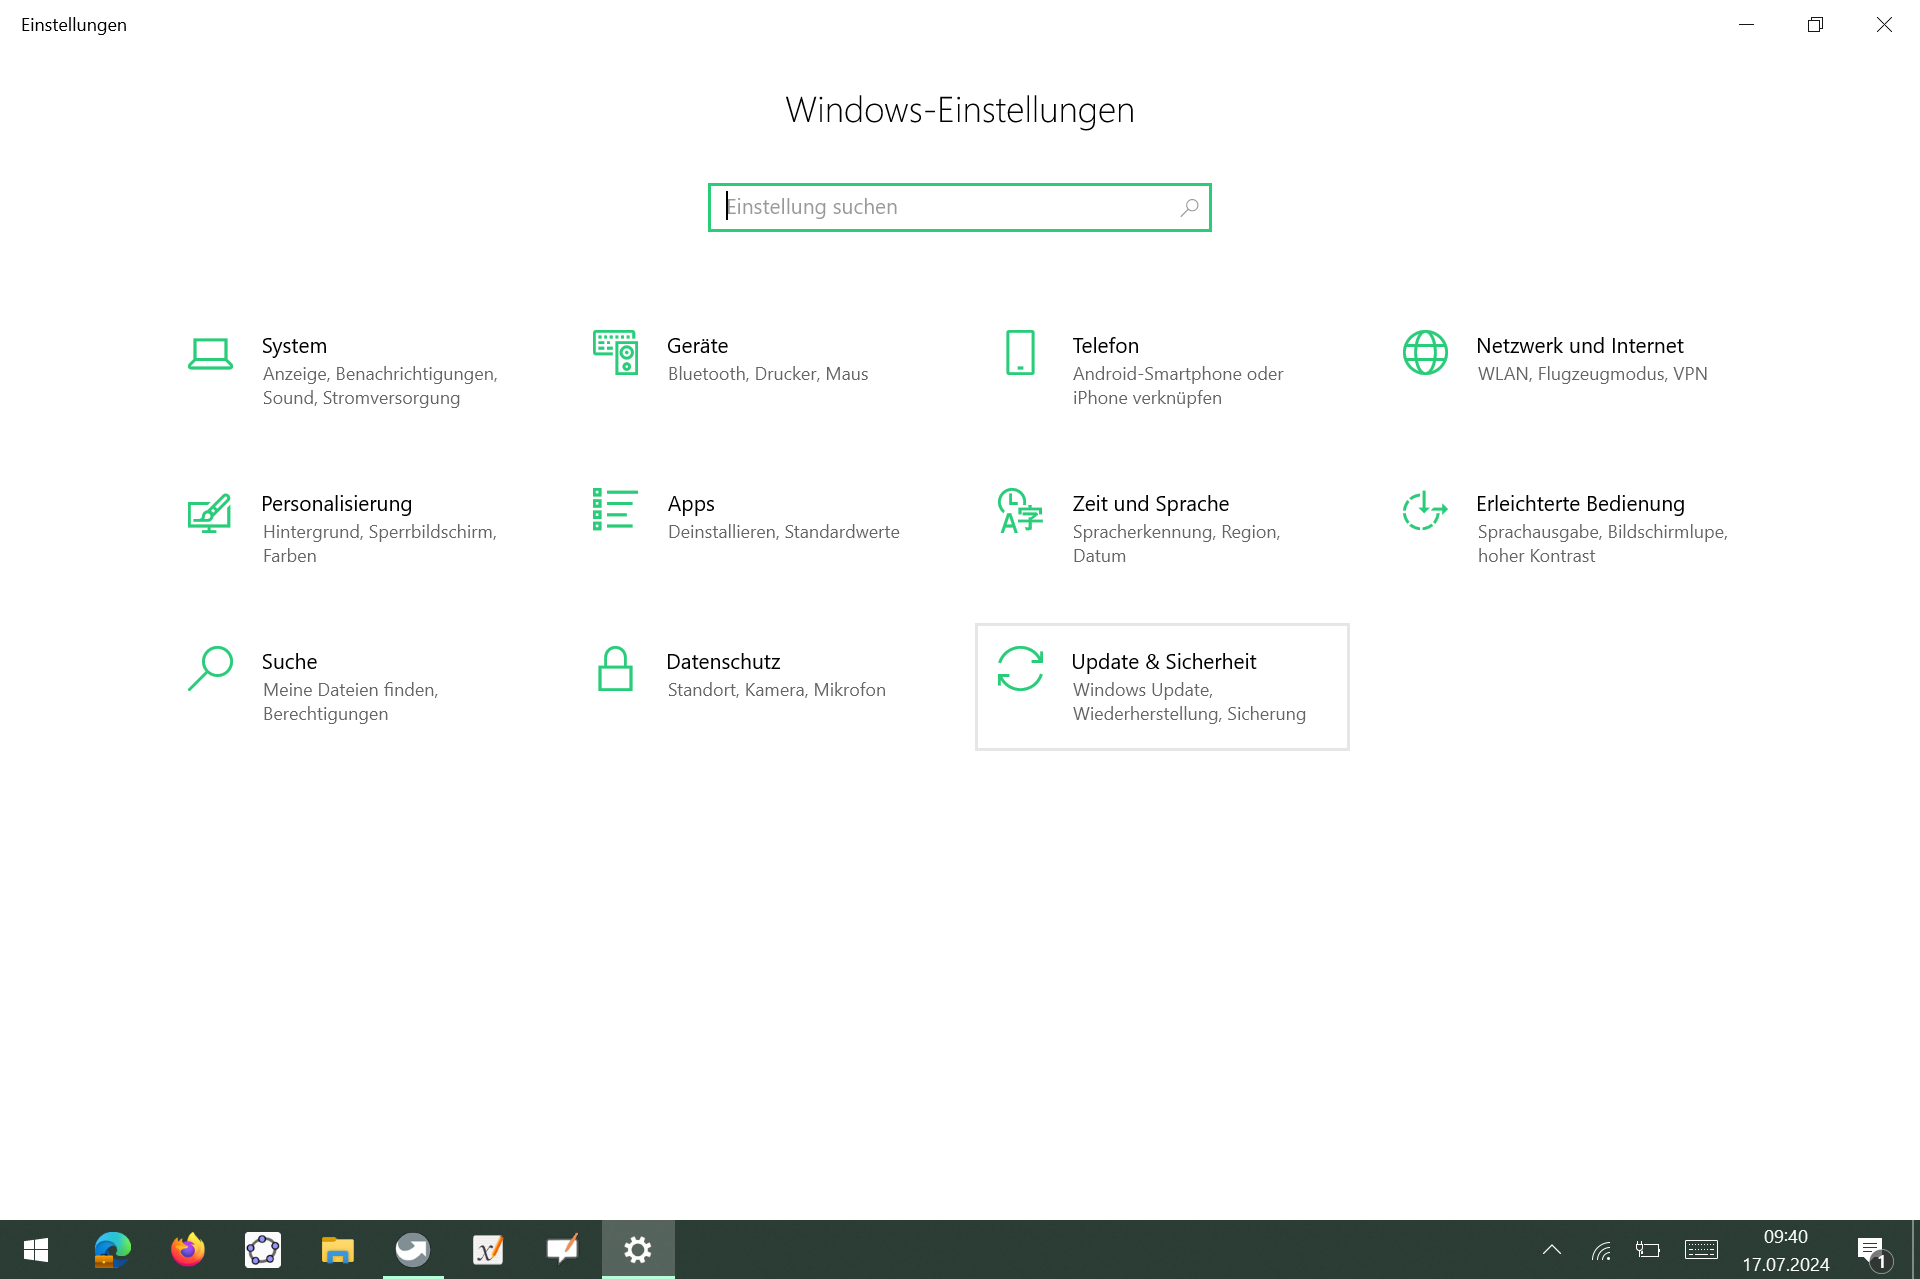 Einstellungen
Windows-Einstellungen
Einstellung suchen
System
Anzeige, Benachrichtigungen,
Sound, Stromversorgung
Geräte
Bluetooth, Drucker, Maus
Telefon
Android-Smartphone oder
iPhone verknüpfen
Netzwerk und Internet
WLAN, Flugzeugmodus, VPN
Personalisierung
Hintergrund, Sperrbildschirm,
Farben
Apps
Deinstallieren, Standardwerte
Zeit und Sprache
Spracherkennung, Region,
Datum
Erleichterte Bedienung
Sprachausgabe, Bildschirmlupe,
hoher Kontrast
Suche
Meine Dateien finden,
Berechtigungen
Datenschutz
Standort, Kamera, Mikrofon
Update & Sicherheit
Windows Update,
Wiederherstellung, Sicherung
09:40
17.07.2024
1